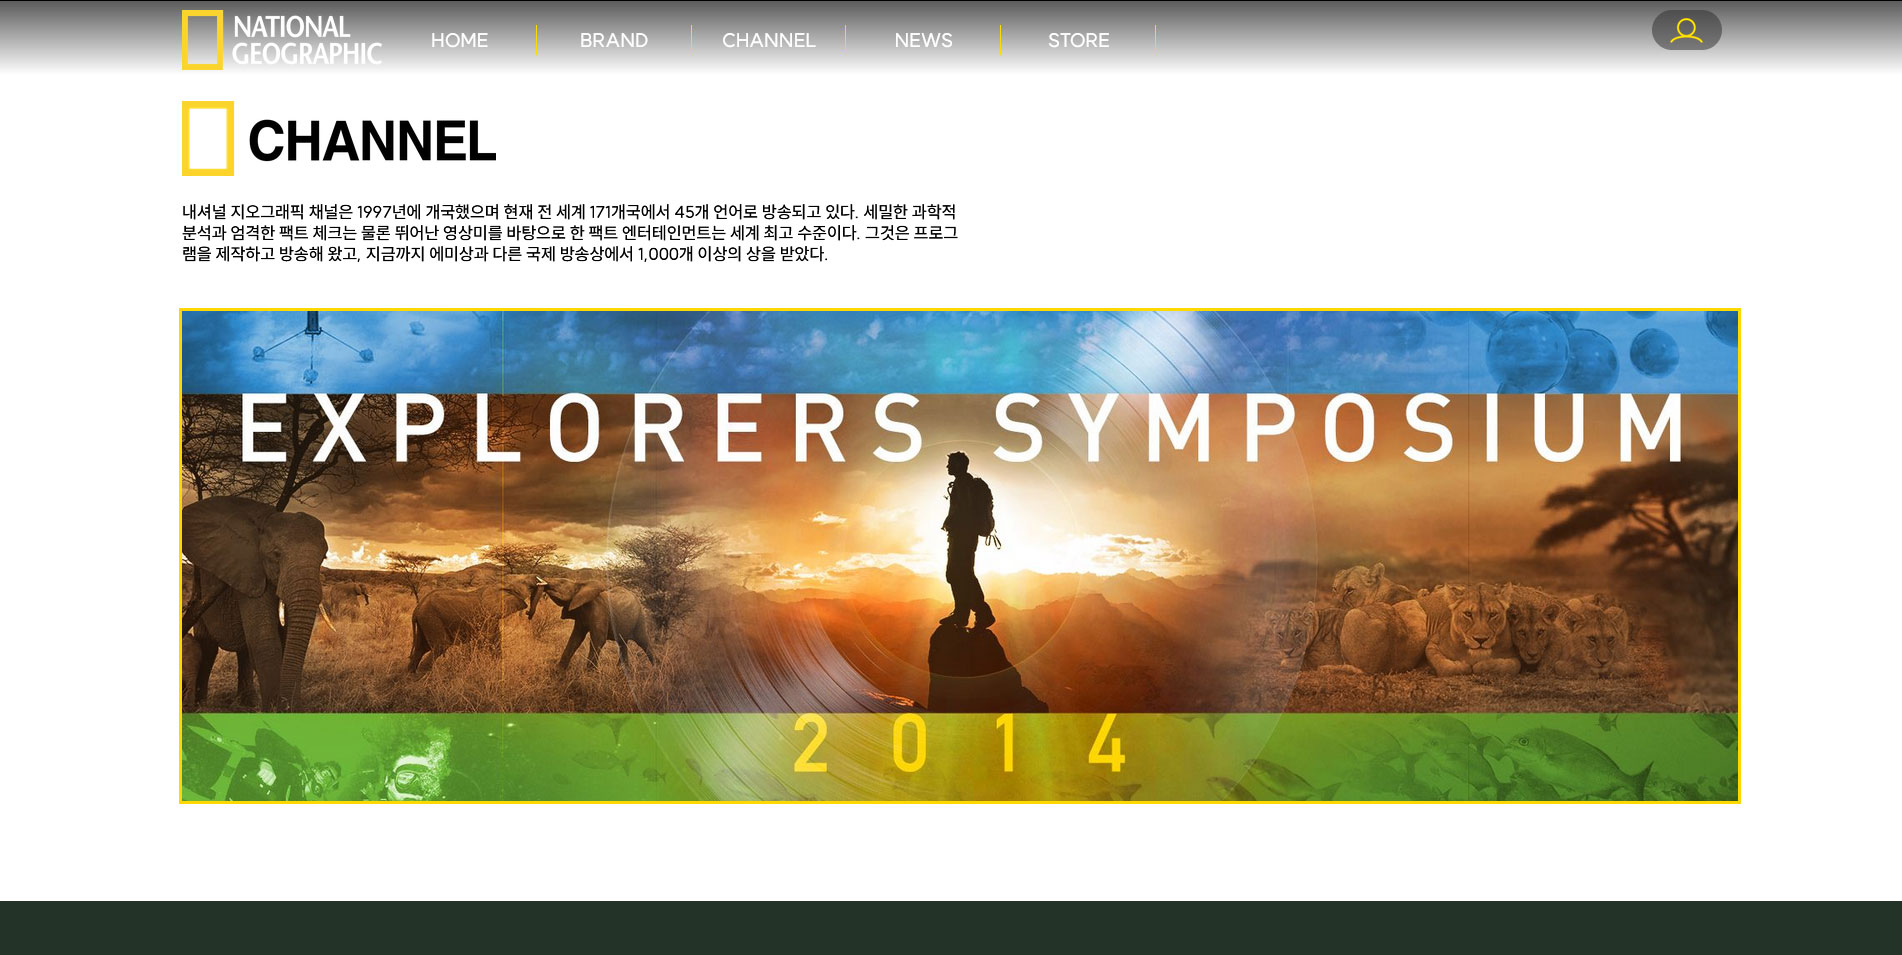 NATIONAL
GEOGRAPHIC
HOME
BRAND
CHANNEL
NEWS
STORE
CHANNEL
내셔널 지오그래픽 채널은 1997년에 개국했으며 현재 전 세계 171개국에서 45개 언어로 방송되고 있다. 세밀한 과학적
분석과 엄격한 팩트 체크는 물론 뛰어난 영상미를 바탕으로 한 팩트 엔터테인먼트는 세계 최고 수준이다. 그것은 프로그
램을 제작하고 방송해 왔고, 지금까지 에미상과 다른 국제 방송상에서 1,000개 이상의 상을 받았다.
EXPLORERS SYMPOSIUM
2014